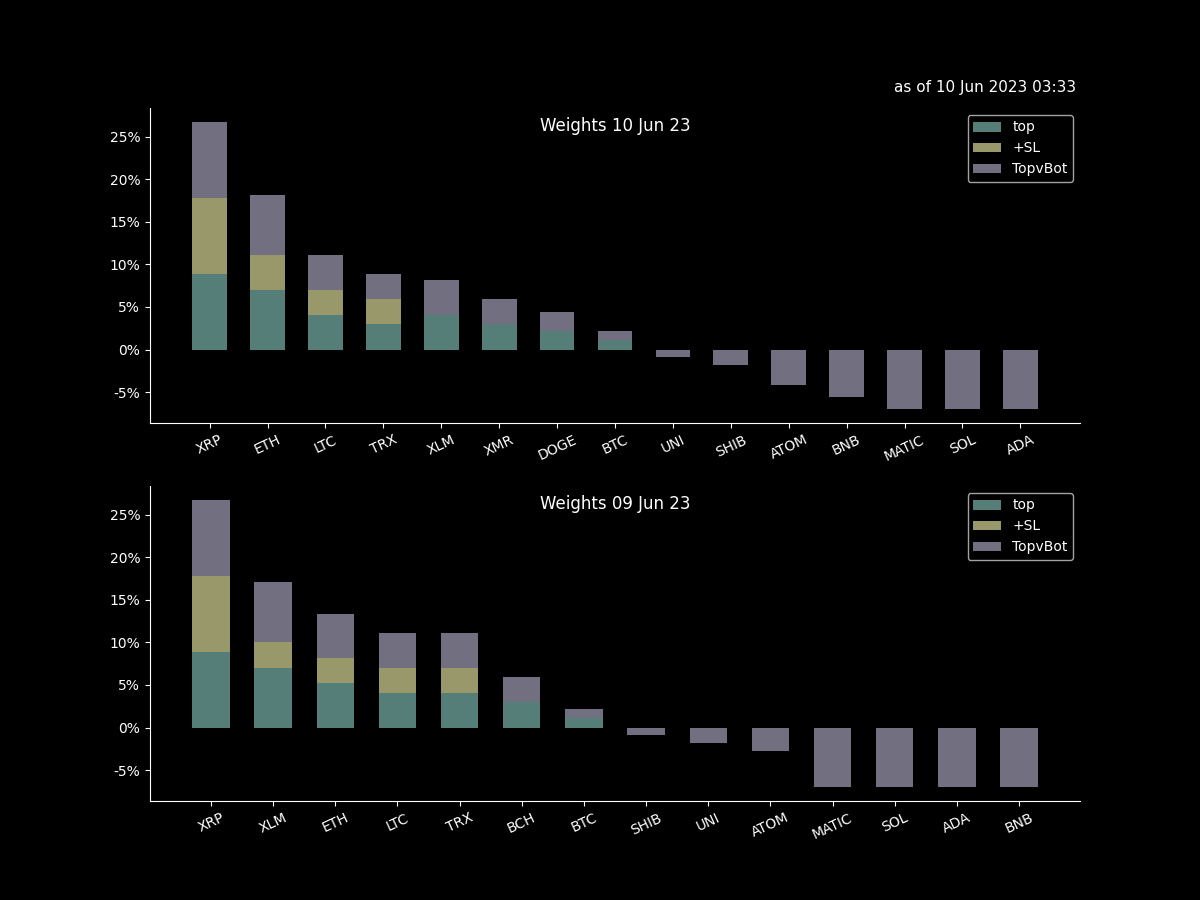 as of 10 Jun 2023 03:33
Weights 10 Jun 23
top
+SL
TopvBot
25%
20%
15%
10%
5%
0%
-5%
XRP ETH LTC TRX XLM XMR DOGE BTC UNI SHIB ATOM BNB MATIC SOL ADA
Weights 09 Jun 23
top
+SL
TopvBot
25%
20%
15%
10%
5%
0%
-5%
XRP XLM ETH LTC TRX BCH BTC SHIB UNI ATOM MATIC SOL ADA BNB